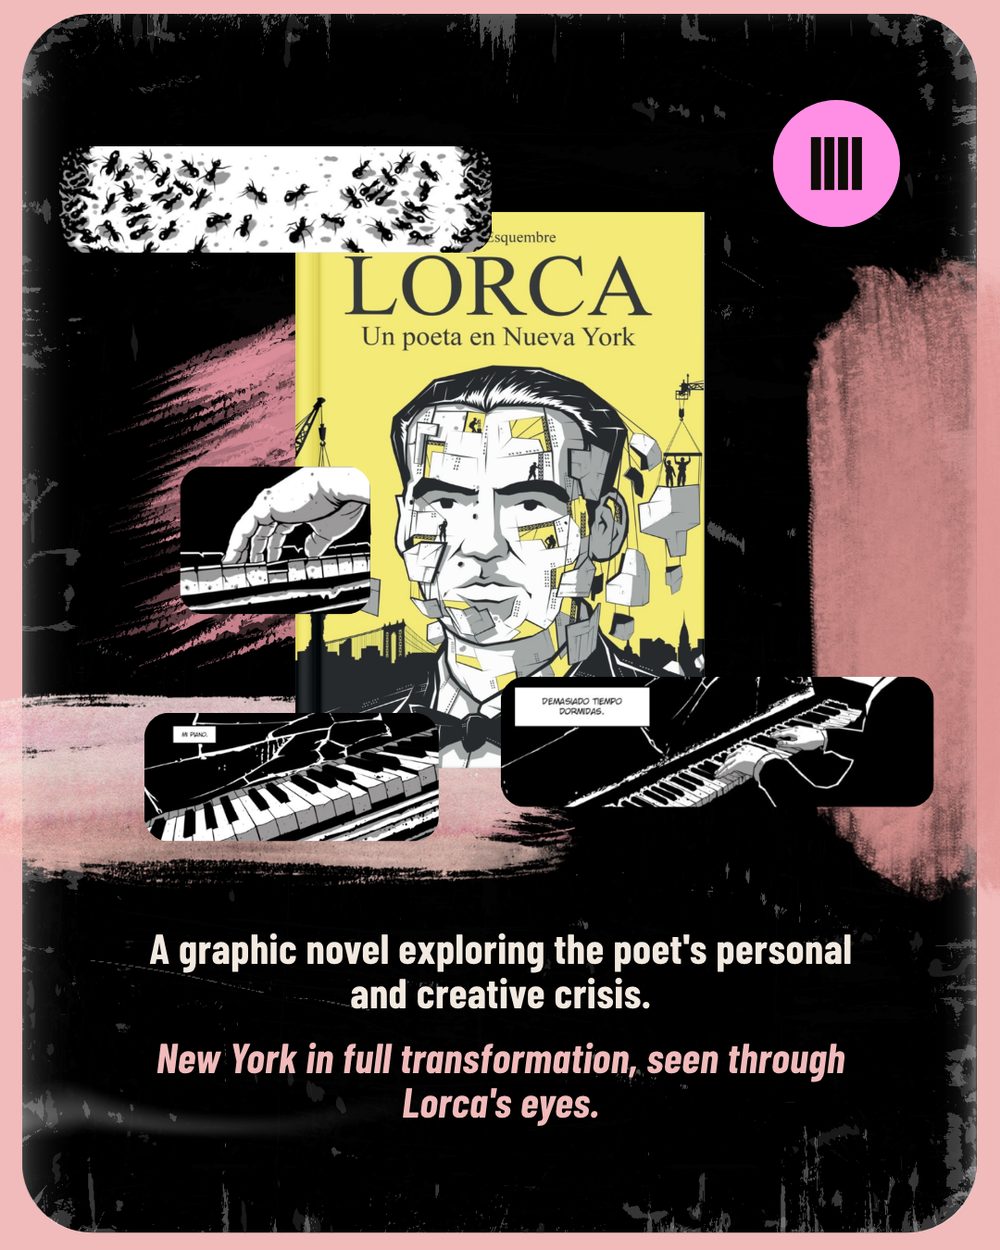 Esquembre
LORCA
Un poeta en Nueva York
DEMASIADO TIEMPO
DORMIDAS.
MI PIANO.
A graphic novel exploring the poet's personal
and creative crisis.
New York in full transformation, seen through
Lorca's eyes.